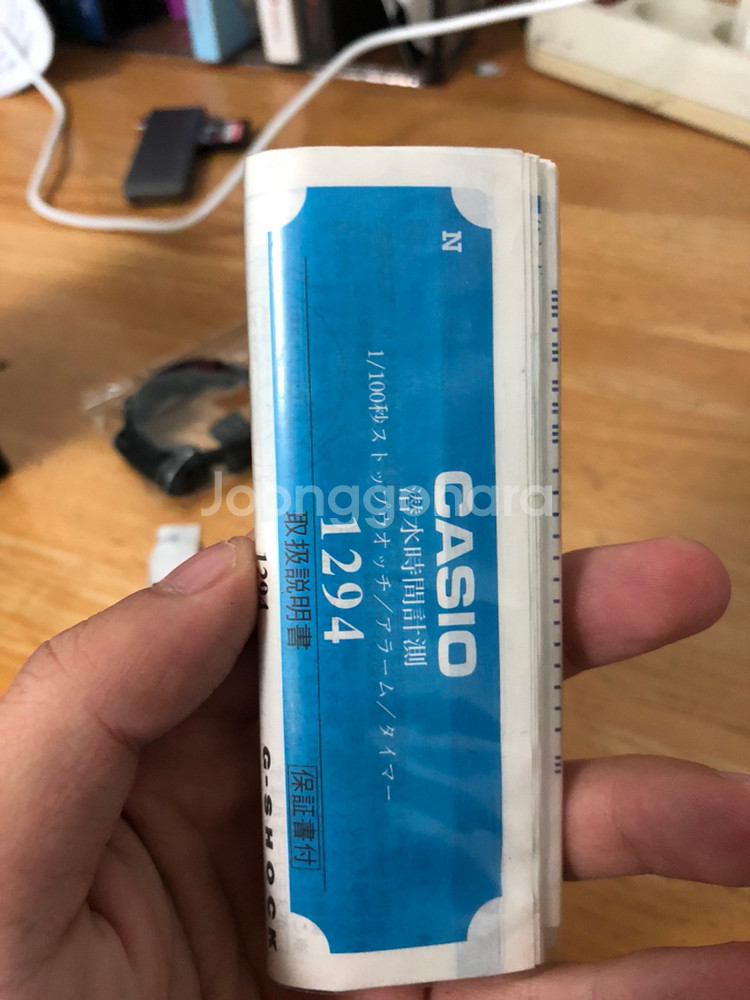 N
CASIO
潜水時間計測
1/100秒ストップウオッチ/アラーム/タイマー
1294
取扱説明書
保証書付
1294
G-SHOCK
Joonggonara